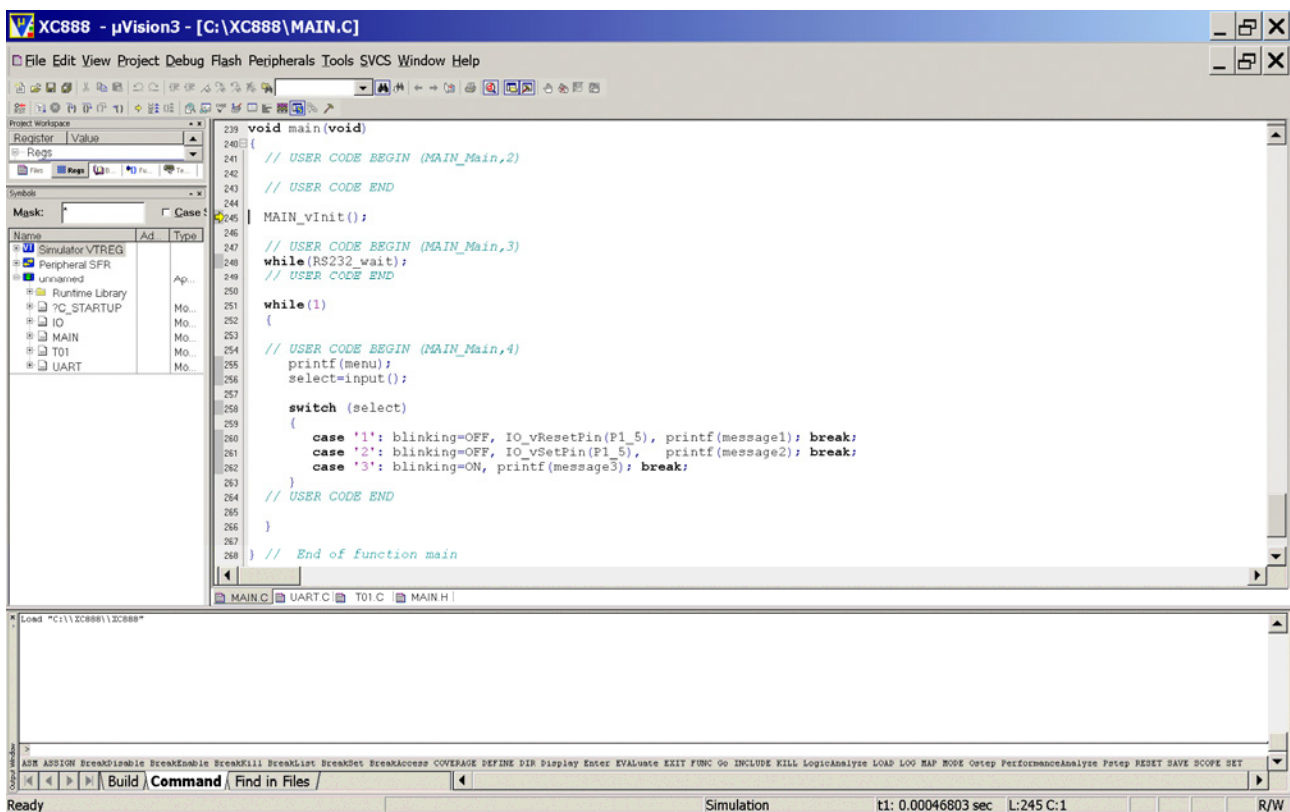 XC888 - µVision3 - [C:\XC888\MAIN.C]
File Edit View Project Debug Flash Peripherals Tools SVCS Window Help
Project Workspace
Register Value
Regs
Files Regs B... Fu... Te...
Symbols
Mask: * Case S
Name Ad... Type
Simulator VTREG
Peripheral SFR
unnamed Ap...
Runtime Library
?C_STARTUP Mo...
IO Mo...
MAIN Mo...
T01 Mo...
UART Mo...
239 void main(void)
240 {
241 // USER CODE BEGIN (MAIN_Main,2)
242
243 // USER CODE END
244
245 MAIN_vInit();
246
247 // USER CODE BEGIN (MAIN_Main,3)
248 while(RS232_wait);
249 // USER CODE END
250
251 while(1)
252 {
253
254 // USER CODE BEGIN (MAIN_Main,4)
255 printf(menu);
256 select=input();
257
258 switch (select)
259 {
260 case '1': blinking=OFF, IO_vResetPin(P1_5), printf(message1); break;
261 case '2': blinking=OFF, IO_vSetPin(P1_5), printf(message2); break;
262 case '3': blinking=ON, printf(message3); break;
263 }
264 // USER CODE END
265
266 }
267
268 } // End of function main
MAIN.C UART.C T01.C MAIN.H
Load "C:\\XC888\\XC888"
>
ASM ASSIGN BreakDisable BreakEnable BreakKill BreakList BreakSet BreakAccess COVERAGE DEFINE DIR Display Enter EVALuate EXIT FUNC Go INCLUDE KILL LogicAnalyze LOAD LOG MAP MODE Ostep PerformanceAnalyze Pstep RESET SAVE SCOPE SET
Output Window
Build Command Find in Files
Ready Simulation t1: 0.00046803 sec L:245 C:1 R/W